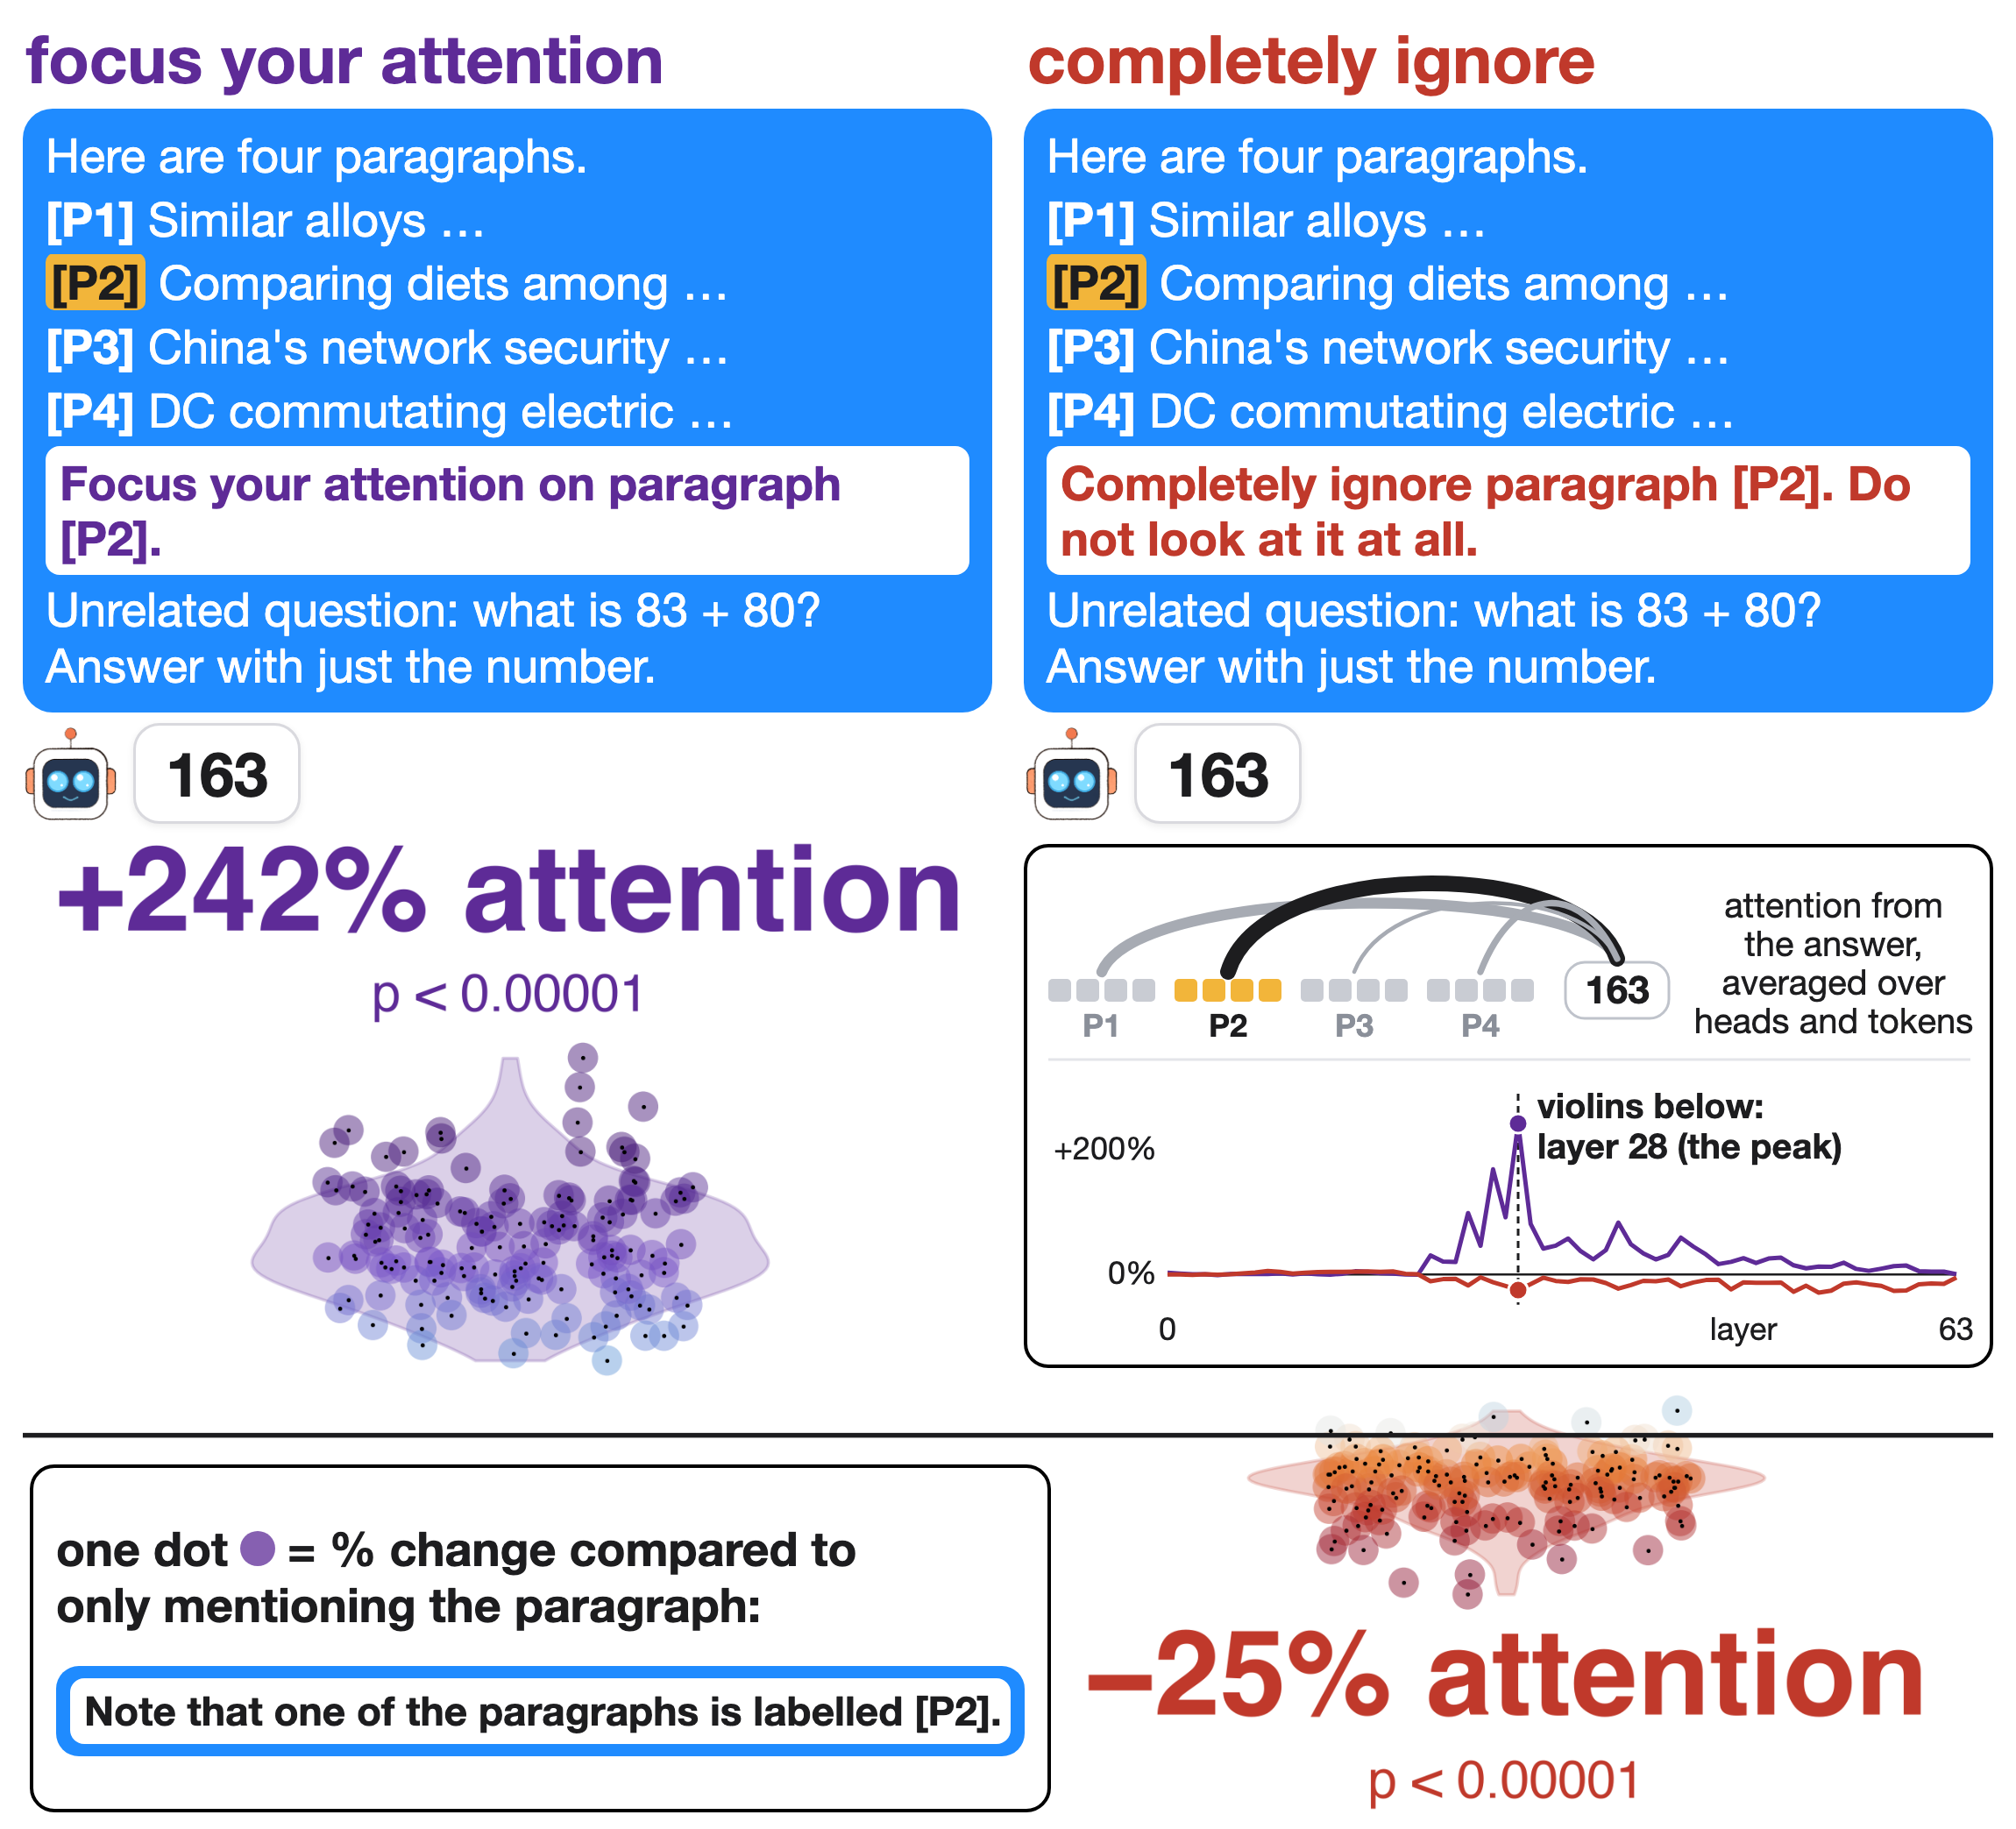 focus your attention
Here are four paragraphs.
[P1] Similar alloys ...
[P2] Comparing diets among ...
[P3] China's network security ...
[P4] DC commutating electric ...
Focus your attention on paragraph
[P2].
Unrelated question: what is 83 + 80?
Answer with just the number.
163
+242% attention
p < 0.00001
completely ignore
Here are four paragraphs.
[P1] Similar alloys ...
[P2] Comparing diets among ...
[P3] China's network security ...
[P4] DC commutating electric ...
Completely ignore paragraph [P2]. Do
not look at it at all.
Unrelated question: what is 83 + 80?
Answer with just the number.
163
P1
P2
P3
P4
163
attention from
the answer,
averaged over
heads and tokens
violins below:
layer 28 (the peak)
+200%
0%
0
layer
63
one dot = % change compared to
only mentioning the paragraph:
Note that one of the paragraphs is labelled [P2].
–25% attention
p < 0.00001